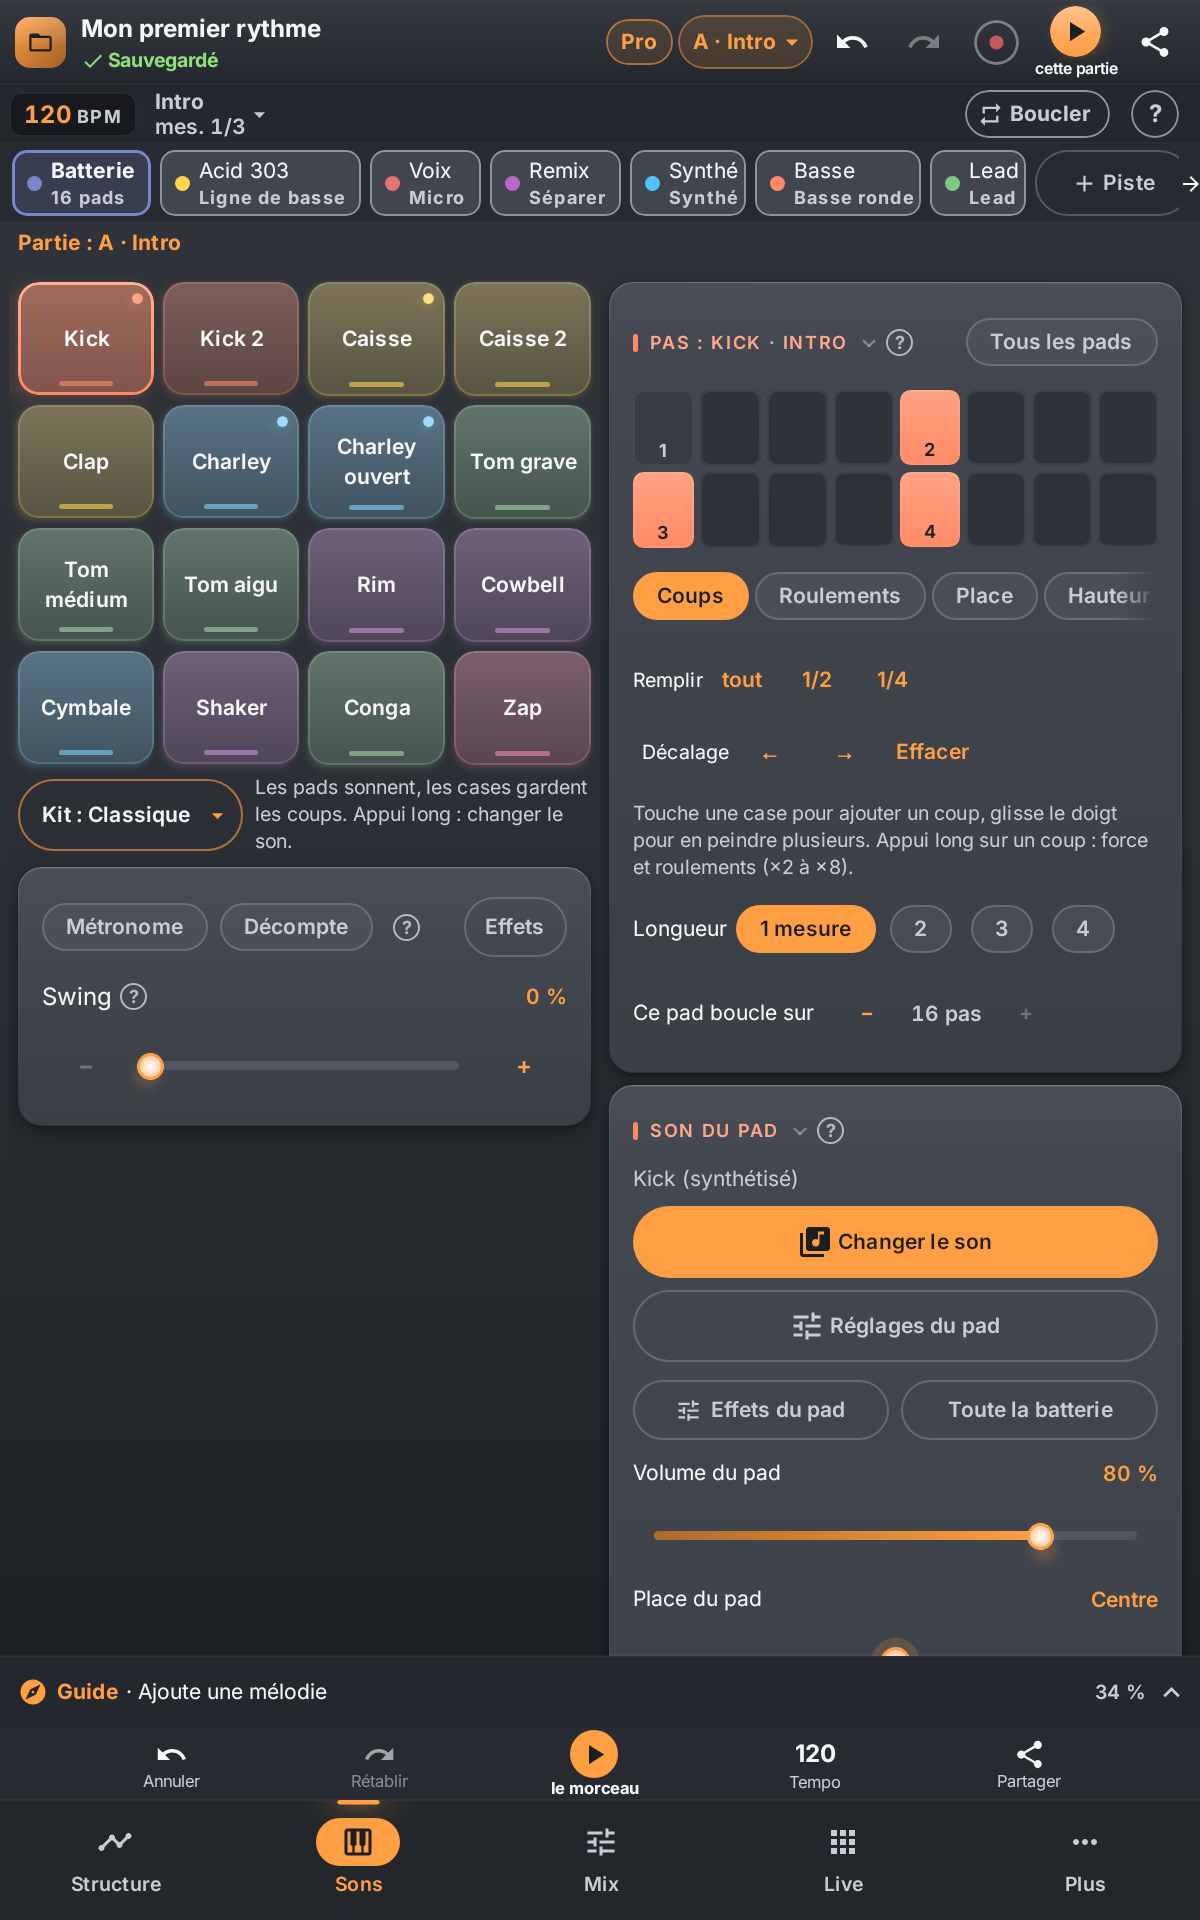 Mon premier rythme
Sauvegardé
Pro
A · Intro
cette partie
120 BPM
Intro
mes. 1/3
Boucler
?
Batterie
16 pads
Acid 303
Ligne de basse
Voix
Micro
Remix
Séparer
Synthé
Synthé
Basse
Basse ronde
Lead
Lead
+ Piste
Partie : A · Intro
Kick
Kick 2
Caisse
Caisse 2
Clap
Charley
Charley
ouvert
Tom grave
Tom
médium
Tom aigu
Rim
Cowbell
Cymbale
Shaker
Conga
Zap
Kit : Classique
Les pads sonnent, les cases gardent
les coups. Appui long : changer le
son.
Métronome
Décompte
?
Effets
Swing
?
0 %
−
+
PAS : KICK · INTRO
?
Tous les pads
1
2
3
4
Coups
Roulements
Place
Hauteur
Remplir
tout
1/2
1/4
Décalage
←
→
Effacer
Touche une case pour ajouter un coup, glisse le doigt
pour en peindre plusieurs. Appui long sur un coup : force
et roulements (×2 à ×8).
Longueur
1 mesure
2
3
4
Ce pad boucle sur
−
16 pas
+
SON DU PAD
?
Kick (synthétisé)
Changer le son
Réglages du pad
Effets du pad
Toute la batterie
Volume du pad
80 %
Place du pad
Centre
Guide · Ajoute une mélodie
34 %
Annuler
Rétablir
le morceau
120
Tempo
Partager
Structure
Sons
Mix
Live
Plus